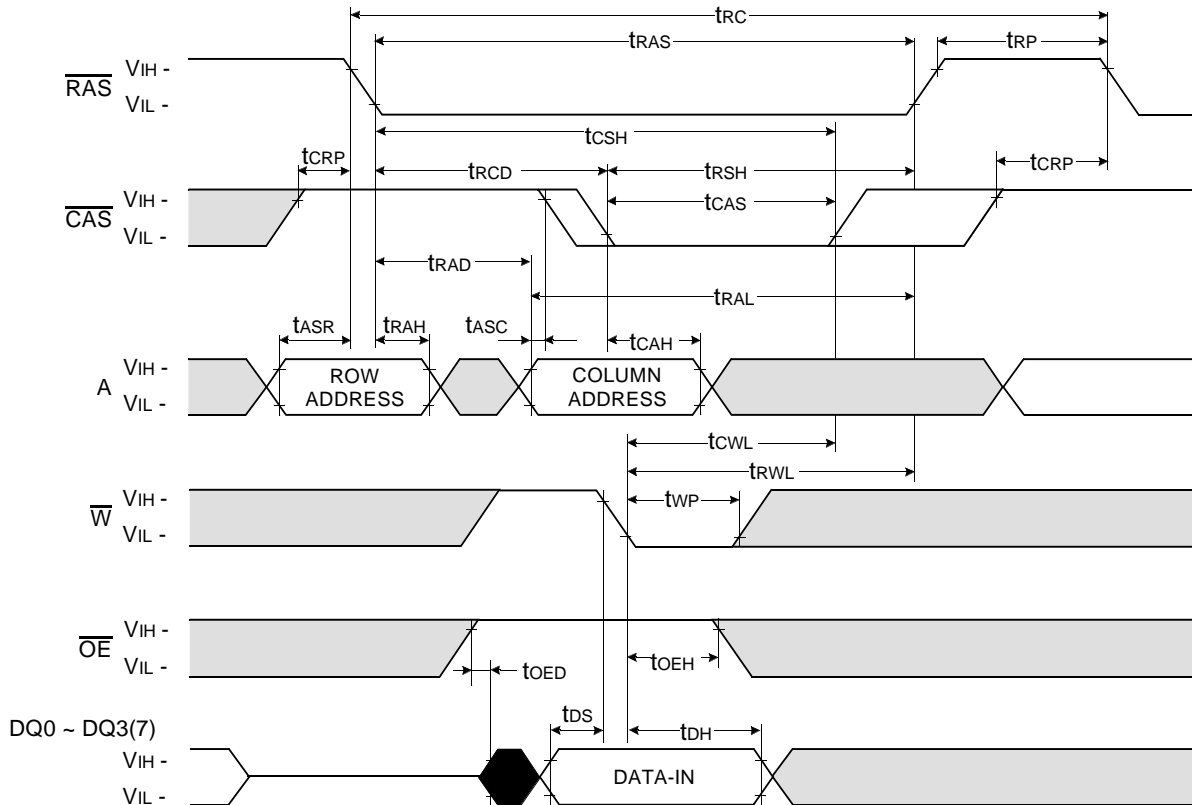 tRC
tRAS
tRP
RAS
VIH -
VIL -
tCSH
tCRP
tRCD
tRSH
tCRP
CAS
VIH -
VIL -
tCAS
tRAD
tRAL
tASR
tRAH
tASC
tCAH
A
VIH -
VIL -
ROW
ADDRESS
COLUMN
ADDRESS
tCWL
tRWL
W
VIH -
VIL -
tWP
OE
VIH -
VIL -
tOED
tOEH
DQ0 ~ DQ3(7)
tDS
tDH
VIH -
VIL -
DATA-IN